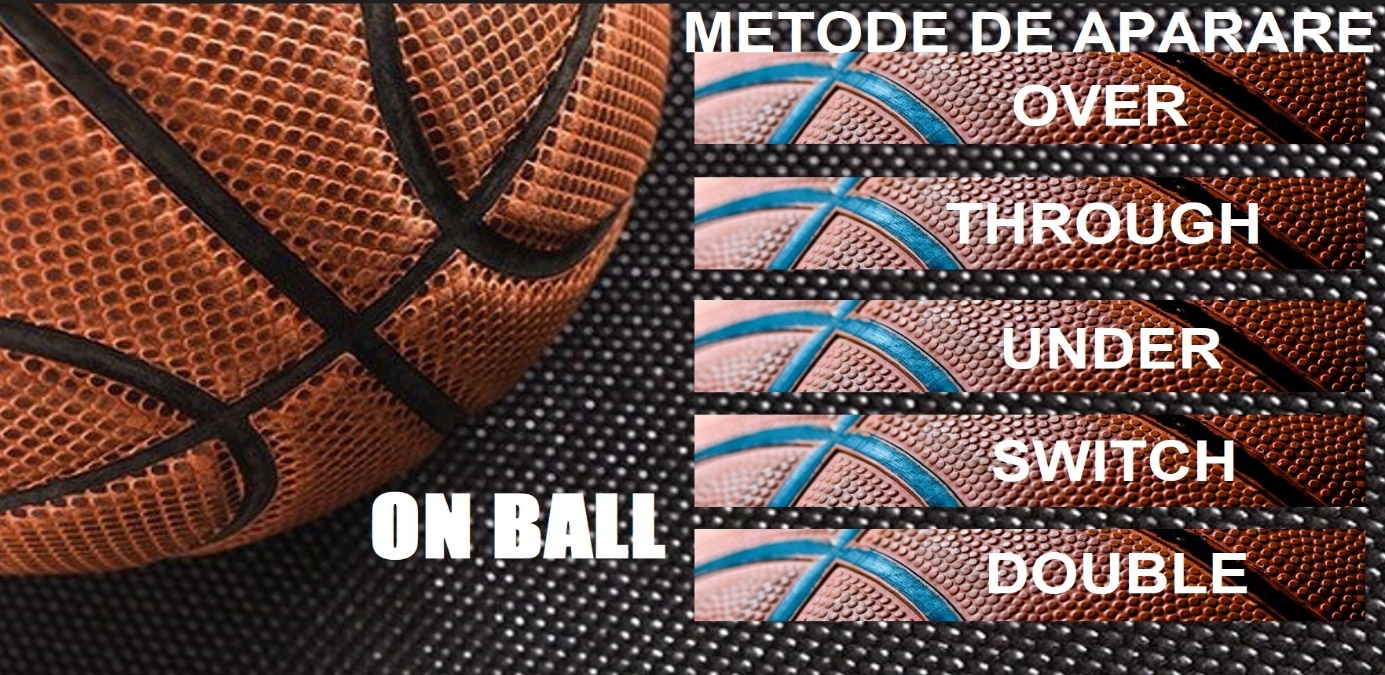 METODE DE APARARE
OVER
THROUGH
UNDER
SWITCH
ON BALL
DOUBLE